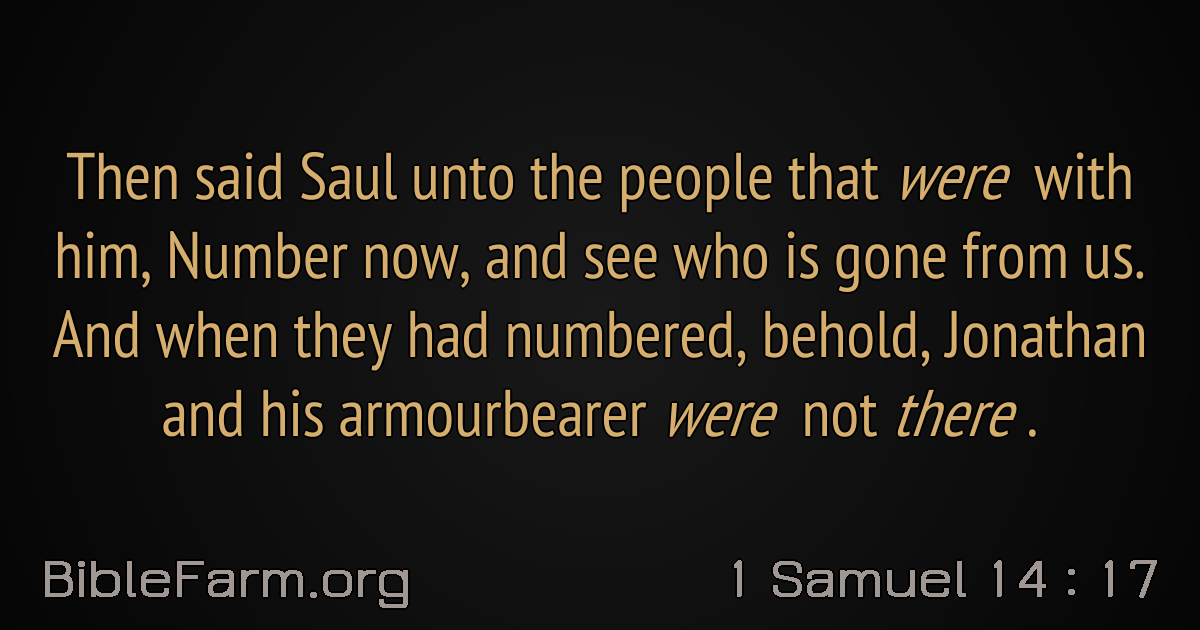 Then said Saul unto the people that were with
him, Number now, and see who is gone from us.
And when they had numbered, behold, Jonathan
and his armourbearer were not there .
BibleFarm.org
1 Samuel 14 : 17